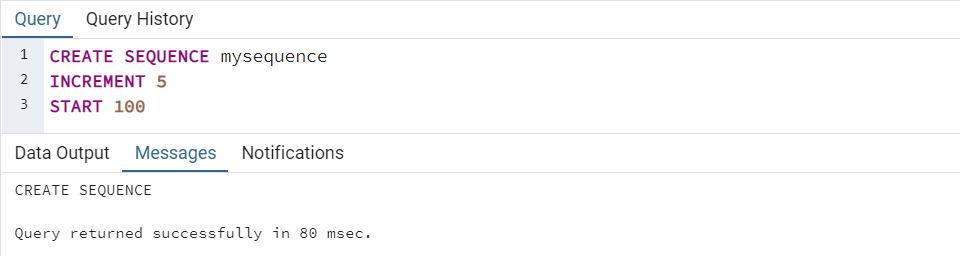 Query Query History
1 CREATE SEQUENCE mysequence
2 INCREMENT 5
3 START 100
Data Output Messages Notifications
CREATE SEQUENCE
Query returned successfully in 80 msec.